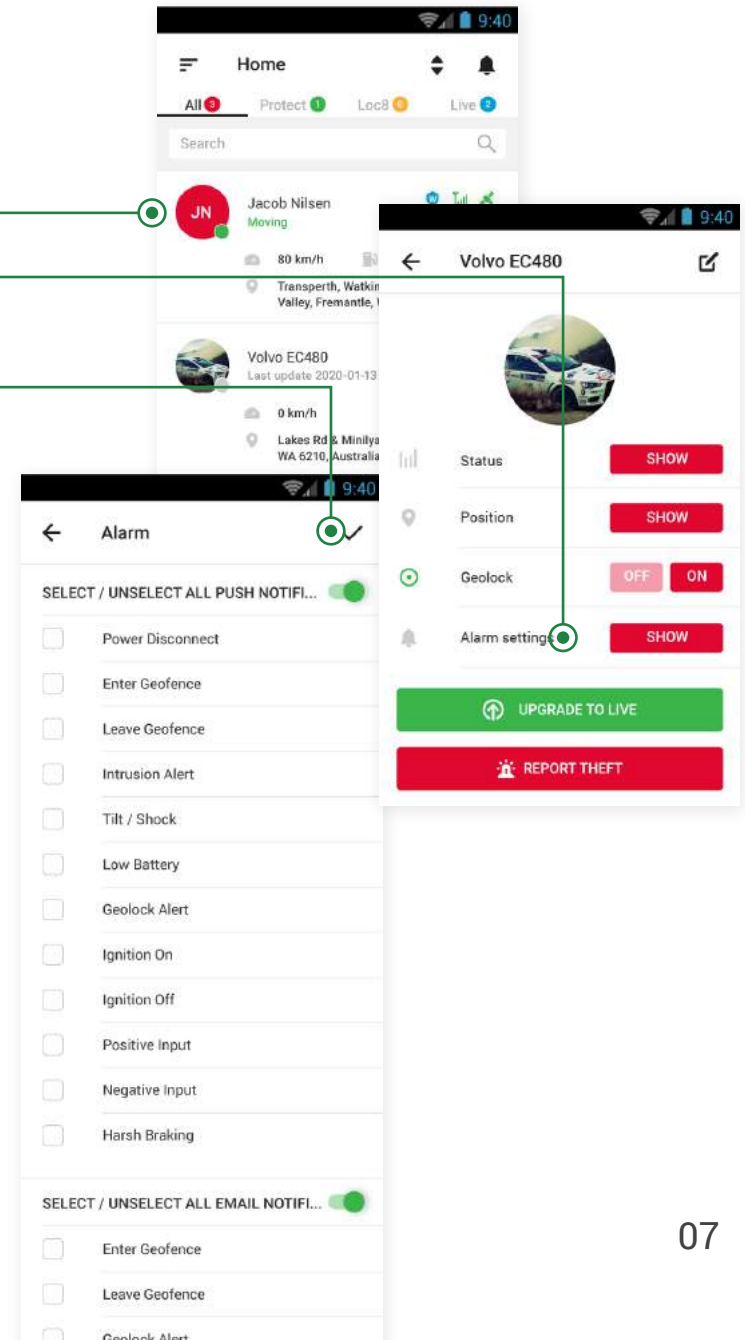 9:40
Home
All 3 Protect 1 Loc8 0 Live 2
Search
JN
Jacob Nilsen
Moving
80 km/h
Transperth, Watkin
Valley, Fremantle,
Volvo EC480
Last update 2020-01-13
0 km/h
Lakes Rd & Minilya
WA 6210, Australia
9:40
Volvo EC480
Status SHOW
Position SHOW
Geolock OFF ON
Alarm settings SHOW
UPGRADE TO LIVE
REPORT THEFT
9:40
Alarm
SELECT / UNSELECT ALL PUSH NOTIFI...
Power Disconnect
Enter Geofence
Leave Geofence
Intrusion Alert
Tilt / Shock
Low Battery
Geolock Alert
Ignition On
Ignition Off
Positive Input
Negative Input
Harsh Braking
SELECT / UNSELECT ALL EMAIL NOTIFI...
Enter Geofence
Leave Geofence
Geolock Alert
07